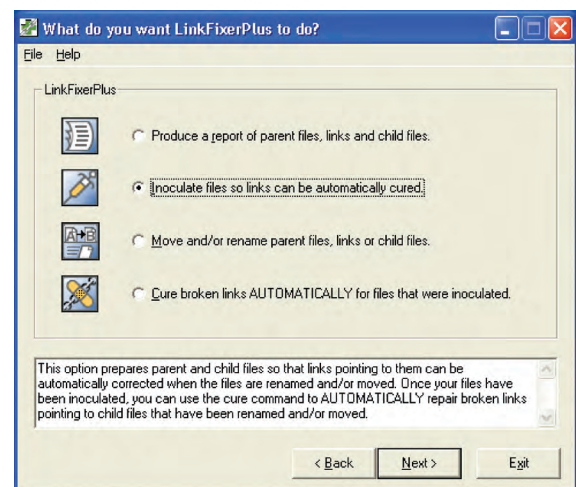 What do you want LinkFixerPlus to do?
File Help
LinkFixerPlus
Produce a report of parent files, links and child files.
Inoculate files so links can be automatically cured.
A→B
Move and/or rename parent files, links or child files.
Cure broken links AUTOMATICALLY for files that were inoculated.
This option prepares parent and child files so that links pointing to them can be
automatically corrected when the files are renamed and/or moved. Once your files have
been inoculated, you can use the cure command to AUTOMATICALLY repair broken links
pointing to child files that have been renamed and/or moved.
< Back Next > Exit